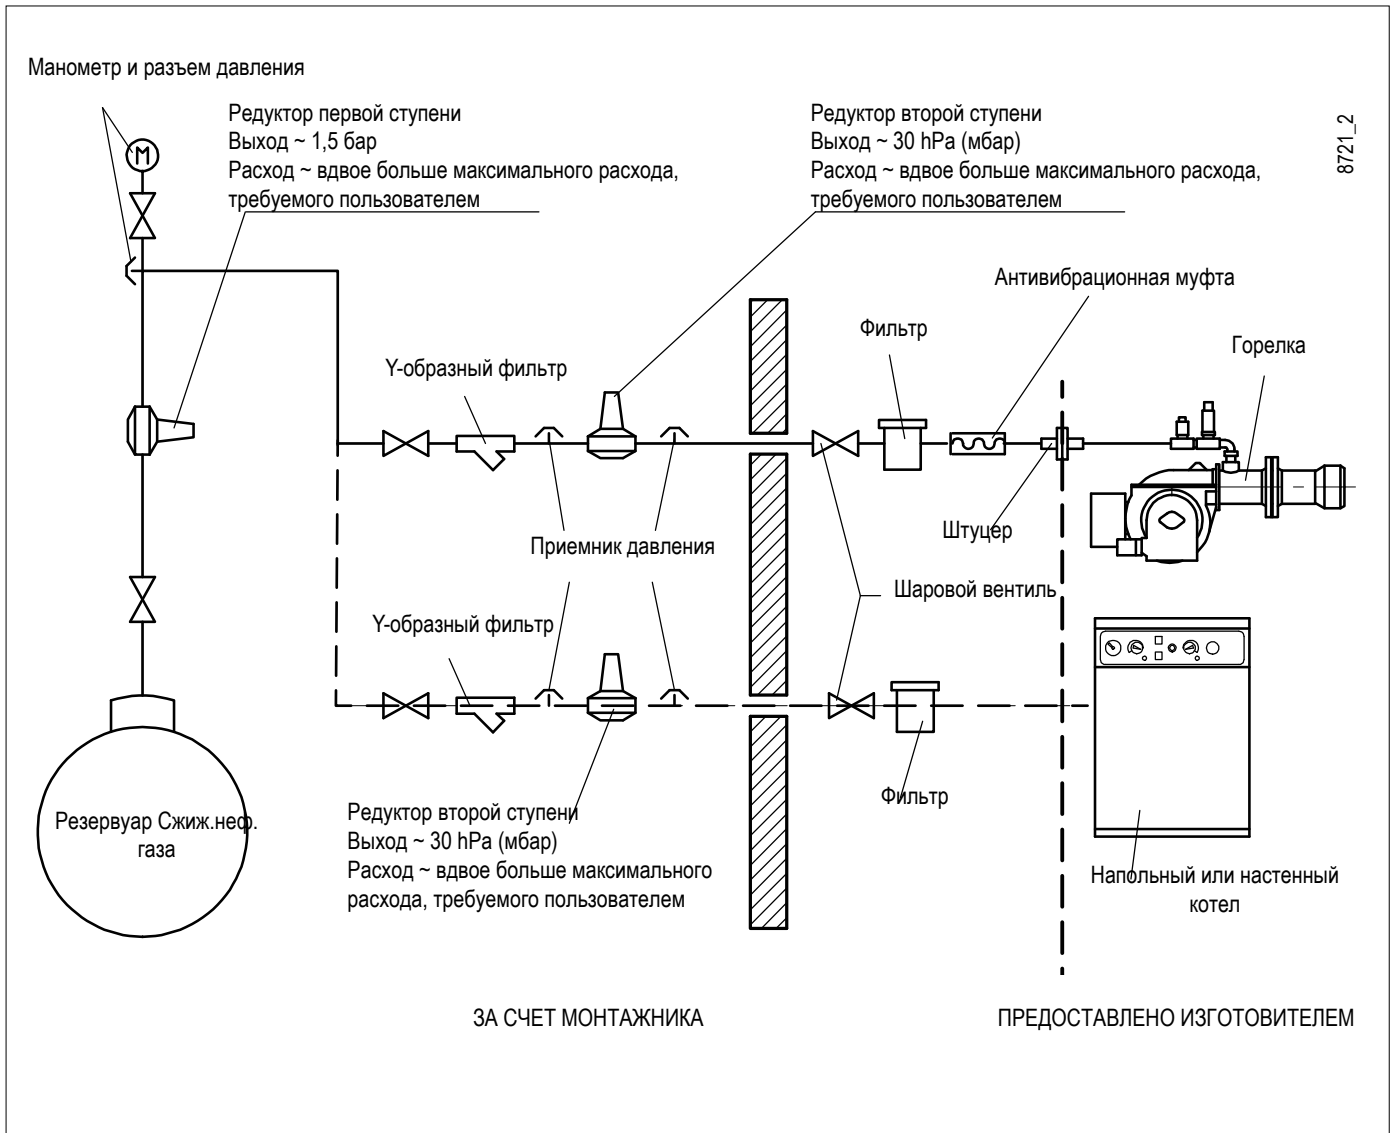 Манометр и разъем давления
M
Редуктор первой ступени
Выход ~ 1,5 бар
Расход ~ вдвое больше максимального расхода,
требуемого пользователем
Редуктор второй ступени
Выход ~ 30 hPa (мбар)
Расход ~ вдвое больше максимального расхода,
требуемого пользователем
8721_2
Антивибрационная муфта
Фильтр
Горелка
Y-образный фильтр
Штуцер
Приемник давления
Шаровой вентиль
Y-образный фильтр
Фильтр
Резервуар Сжиж.неф.
газа
Редуктор второй ступени
Выход ~ 30 hPa (мбар)
Расход ~ вдвое больше максимального
расхода, требуемого пользователем
Напольный или настенный
котел
ЗА СЧЕТ МОНТАЖНИКА
ПРЕДОСТАВЛЕНО ИЗГОТОВИТЕЛЕМ